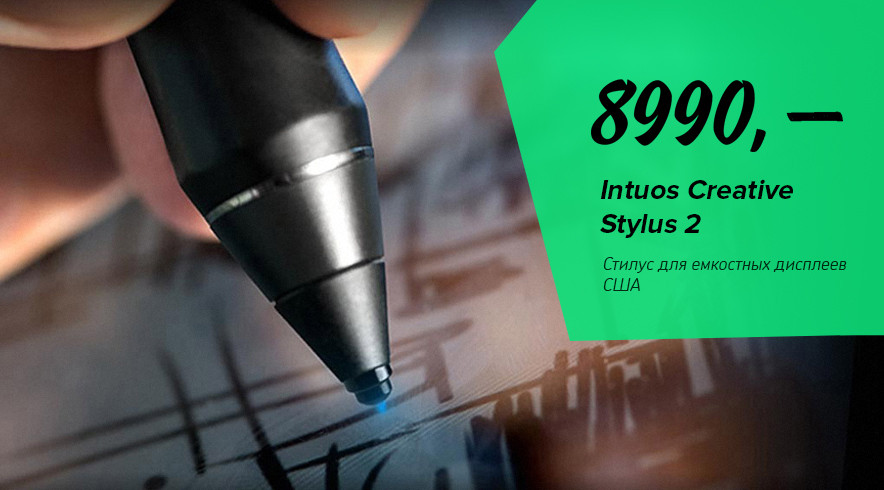 8990, —
Intuos Creative
Stylus 2
Стилус для емкостных дисплеев
США